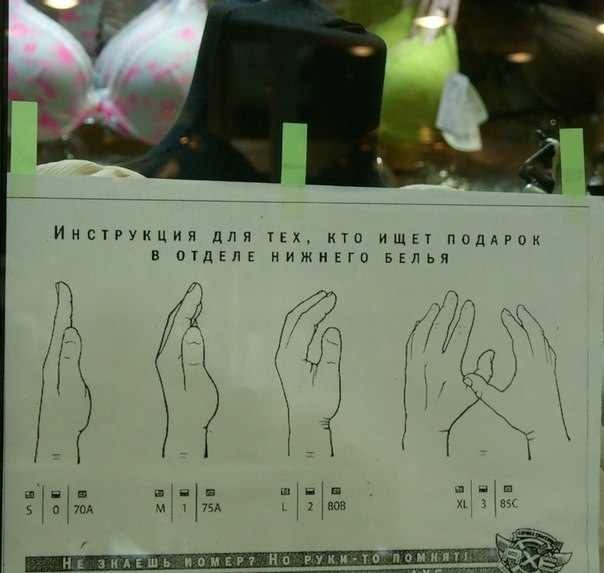 Инструкция для тех, кто ищет подарок
в отделе нижнего белья
S 0 70A
M 1 75A
L 2 80B
XL 3 85C
Не знаешь номер? Но руки-то помнят!